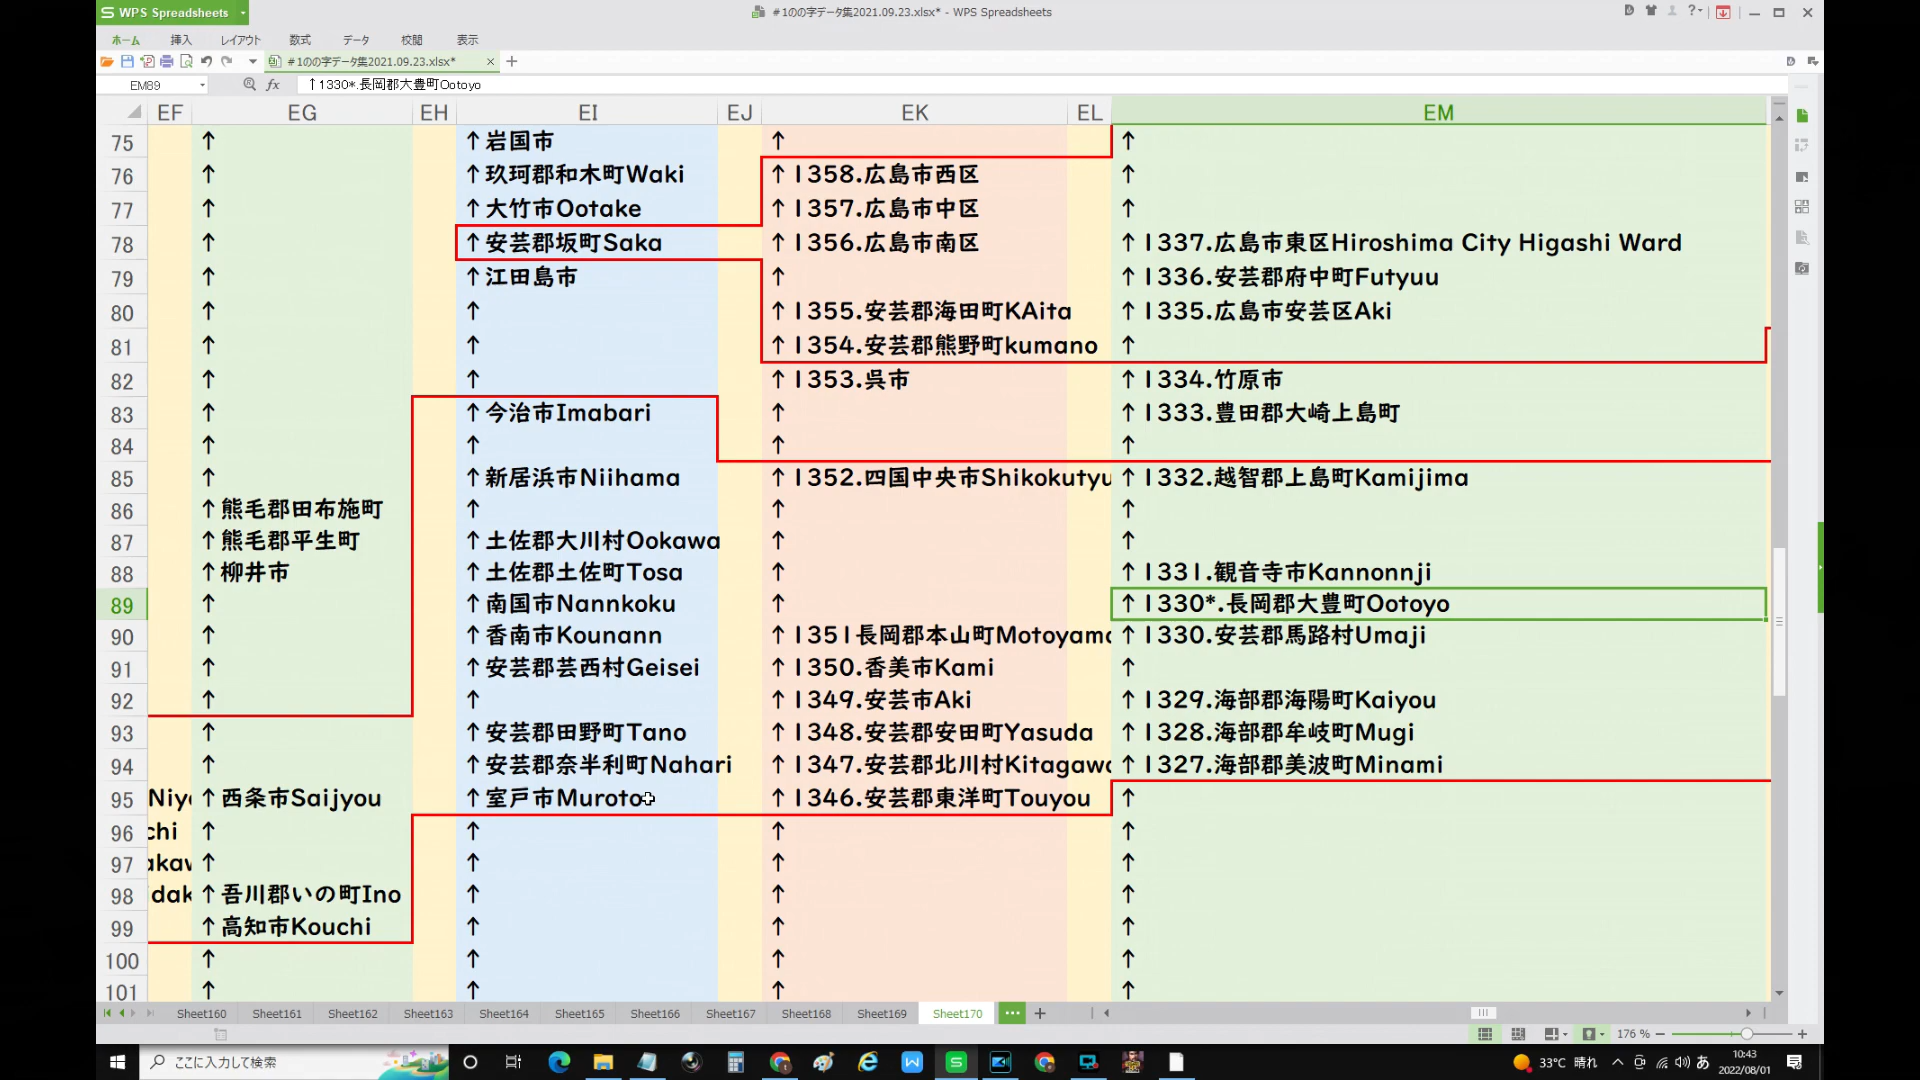 WPS Spreadsheets
#1のの字データ集2021.09.23.xlsx* - WPS Spreadsheets
ホーム 挿入 レイアウト 数式 データ 校閲 表示
#1のの字データ集2021.09.23.xlsx*
EM89 fx ↑1330*.長岡郡大豊町Ootoyo
EF EG EH EI EJ EK EL EM
75 ↑ ↑岩国市 ↑ ↑
76 ↑ ↑玖珂郡和木町Waki ↑1358.広島市西区 ↑
77 ↑ ↑大竹市Ootake ↑1357.広島市中区 ↑
78 ↑ ↑安芸郡坂町Saka ↑1356.広島市南区 ↑1337.広島市東区Hiroshima City Higashi Ward
79 ↑ ↑江田島市 ↑ ↑1336.安芸郡府中町Futyuu
80 ↑ ↑ ↑1355.安芸郡海田町KAita ↑1335.広島市安芸区Aki
81 ↑ ↑ ↑1354.安芸郡熊野町kumano ↑
82 ↑ ↑ ↑1353.呉市 ↑1334.竹原市
83 ↑ ↑今治市Imabari ↑ ↑1333.豊田郡大崎上島町
84 ↑ ↑ ↑ ↑
85 ↑ ↑新居浜市Niihama ↑1352.四国中央市Shikokutyu ↑1332.越智郡上島町Kamijima
86 ↑熊毛郡田布施町 ↑ ↑ ↑
87 ↑熊毛郡平生町 ↑土佐郡大川村Ookawa ↑ ↑
88 ↑柳井市 ↑土佐郡土佐町Tosa ↑ ↑1331.観音寺市Kannonnji
89 ↑ ↑南国市Nannkoku ↑ ↑1330*.長岡郡大豊町Ootoyo
90 ↑ ↑香南市Kounann ↑1351長岡郡本山町Motoyama ↑1330.安芸郡馬路村Umaji
91 ↑ ↑安芸郡芸西村Geisei ↑1350.香美市Kami ↑
92 ↑ ↑ ↑1349.安芸市Aki ↑1329.海部郡海陽町Kaiyou
93 ↑ ↑安芸郡田野町Tano ↑1348.安芸郡安田町Yasuda ↑1328.海部郡牟岐町Mugi
94 ↑ ↑安芸郡奈半利町Nahari ↑1347.安芸郡北川村Kitagawa ↑1327.海部郡美波町Minami
95 Niy ↑西条市Saijyou ↑室戸市Muroto ↑1346.安芸郡東洋町Touyou ↑
96 chi ↑ ↑ ↑ ↑
97 akaw ↑ ↑ ↑ ↑
98 dak ↑吾川郡いの町Ino ↑ ↑ ↑
99 ↑高知市Kouchi ↑ ↑ ↑
100 ↑ ↑ ↑ ↑
101 ↑ ↑ ↑ ↑
Sheet160 Sheet161 Sheet162 Sheet163 Sheet164 Sheet165 Sheet166 Sheet167 Sheet168 Sheet169 Sheet170
176 %
ここに入力して検索
33°C 晴れ あ 10:43
2022/08/01